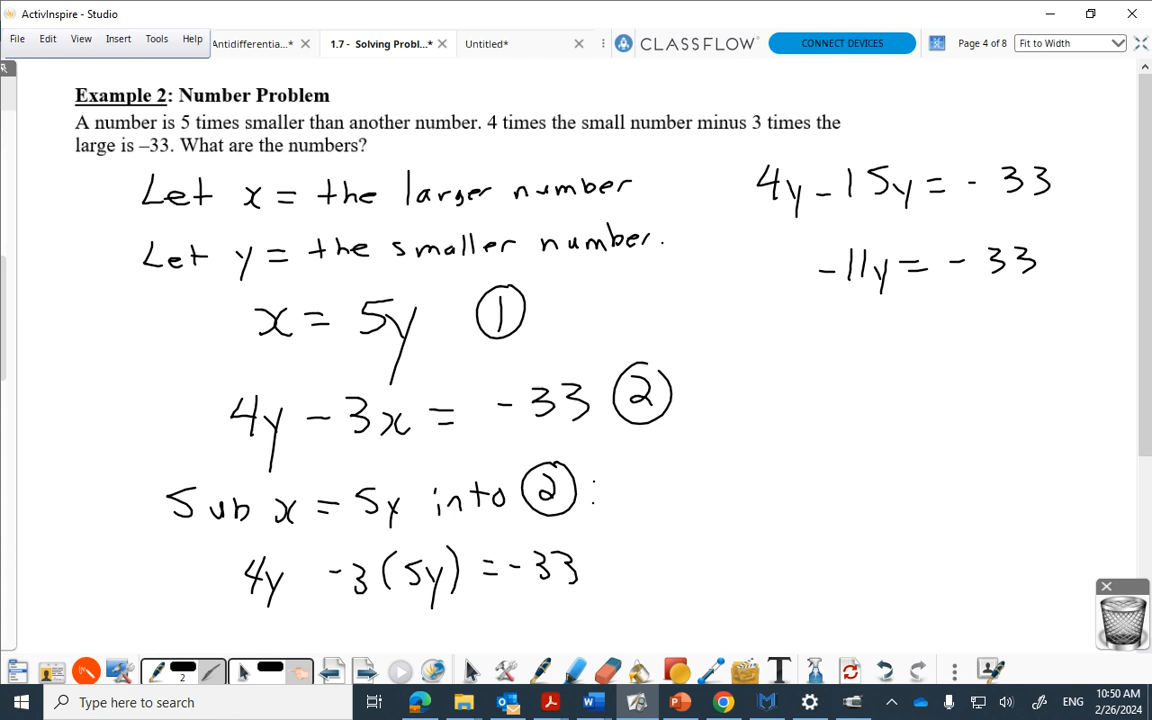 ActivInspire - Studio
File Edit View Insert Tools Help
Antidifferentia...* 1.7 - Solving Probl...* Untitled*
CLASSFLOW CONNECT DEVICES Page 4 of 8 Fit to Width
Example 2: Number Problem
A number is 5 times smaller than another number. 4 times the small number minus 3 times the
large is –33. What are the numbers?
Let x = the larger number
Let y = the smaller number.
x = 5y ①
4y - 3x = - 33 ②
Sub x = 5y into ② :
4y - 3 (5y) = - 33
4y - 15y = - 33
- 11y = - 33
2
T
Type here to search
ENG
10:50 AM
2/26/2024